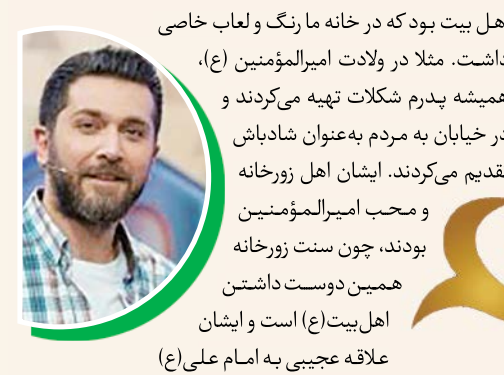 اهل بیت بود که در خانه ما رنگ و لعاب خاصی
داشت. مثلا در ولادت امیرالمؤمنین (ع)،
همیشه پدرم شکلات تهیه می‌کردند و
در خیابان به مردم به‌عنوان شادباش
تقدیم می‌کردند. ایشان اهل زورخانه
و محب امیرالمؤمنین
بودند، چون سنت زورخانه
همین دوست داشتن
اهل‌بیت(ع) است و ایشان
علاقه عجیبی به امام علی(ع)